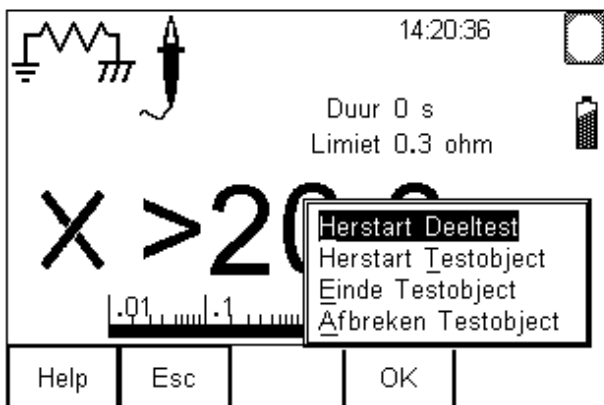 14:20:36
Duur 0 s
Limiet 0.3 ohm
X >20
Herstart Deeltest
Herstart Testobject
Einde Testobject
Afbreken Testobject
.01 .1
Help Esc OK